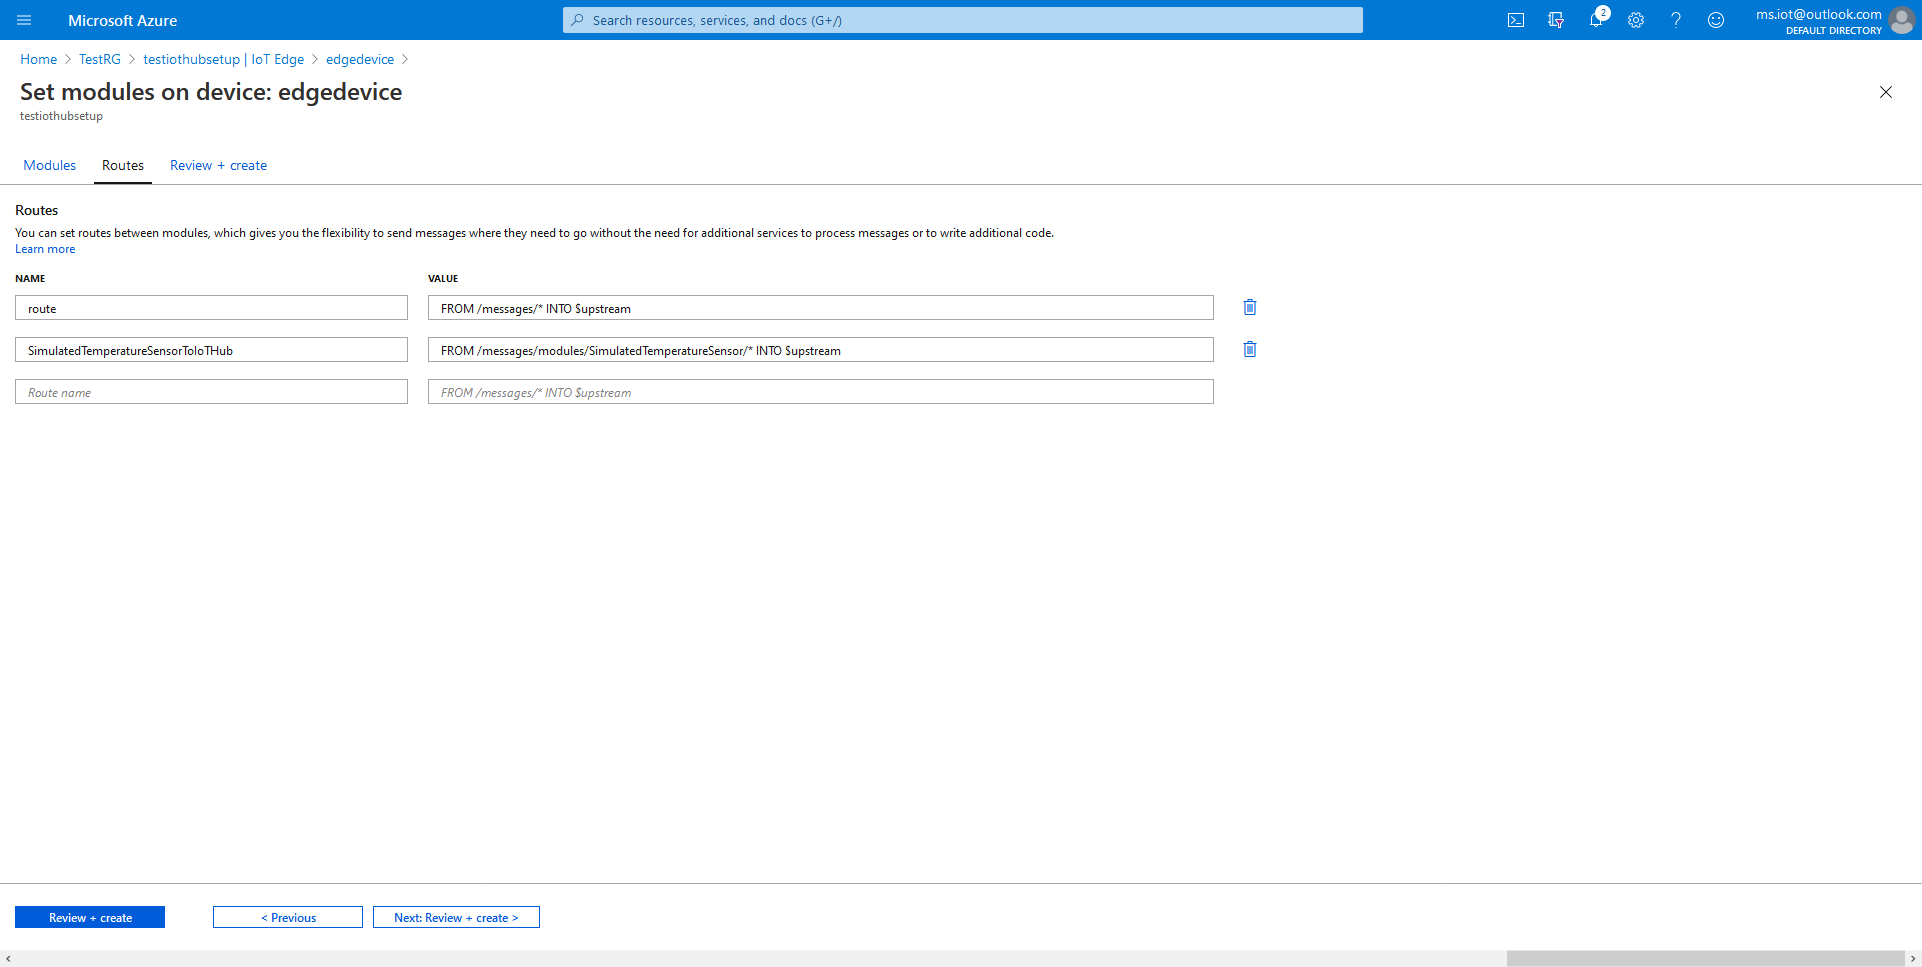 Microsoft Azure
Search resources, services, and docs (G+/)
2
ms.iot@outlook.com
DEFAULT DIRECTORY
Home > TestRG > testiothubsetup | IoT Edge > edgedevice >
Set modules on device: edgedevice
testiothubsetup
Modules Routes Review + create
Routes
You can set routes between modules, which gives you the flexibility to send messages where they need to go without the need for additional services to process messages or to write additional code.
Learn more
NAME VALUE
route FROM /messages/* INTO $upstream
SimulatedTemperatureSensorToIoTHub FROM /messages/modules/SimulatedTemperatureSensor/* INTO $upstream
Route name FROM /messages/* INTO $upstream
Review + create < Previous Next: Review + create >